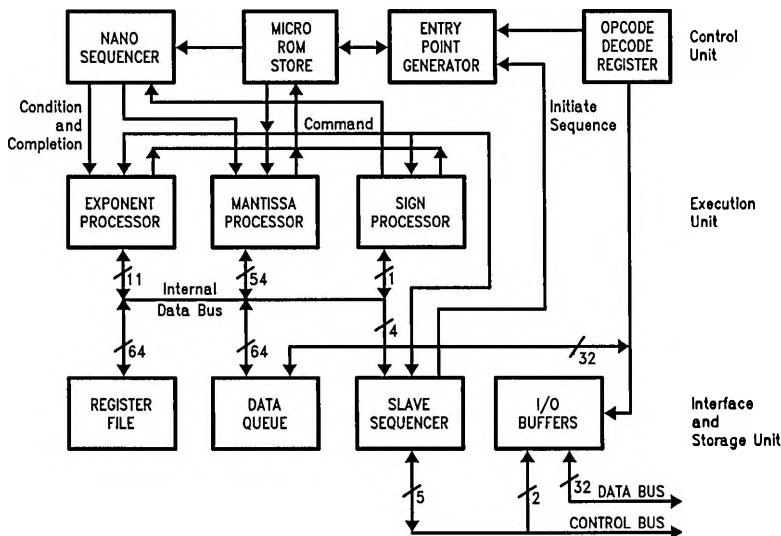 NANO
SEQUENCER
MICRO
ROM
STORE
ENTRY
POINT
GENERATOR
OPCODE
DECODE
REGISTER
Control
Unit
Condition
and
Completion
Command
Initiate
Sequence
EXPONENT
PROCESSOR
MANTISSA
PROCESSOR
SIGN
PROCESSOR
Execution
Unit
11
54
1
Internal
Data Bus
4
64
64
32
REGISTER
FILE
DATA
QUEUE
SLAVE
SEQUENCER
I/O
BUFFERS
Interface
and
Storage Unit
5
2
32
DATA BUS
CONTROL BUS